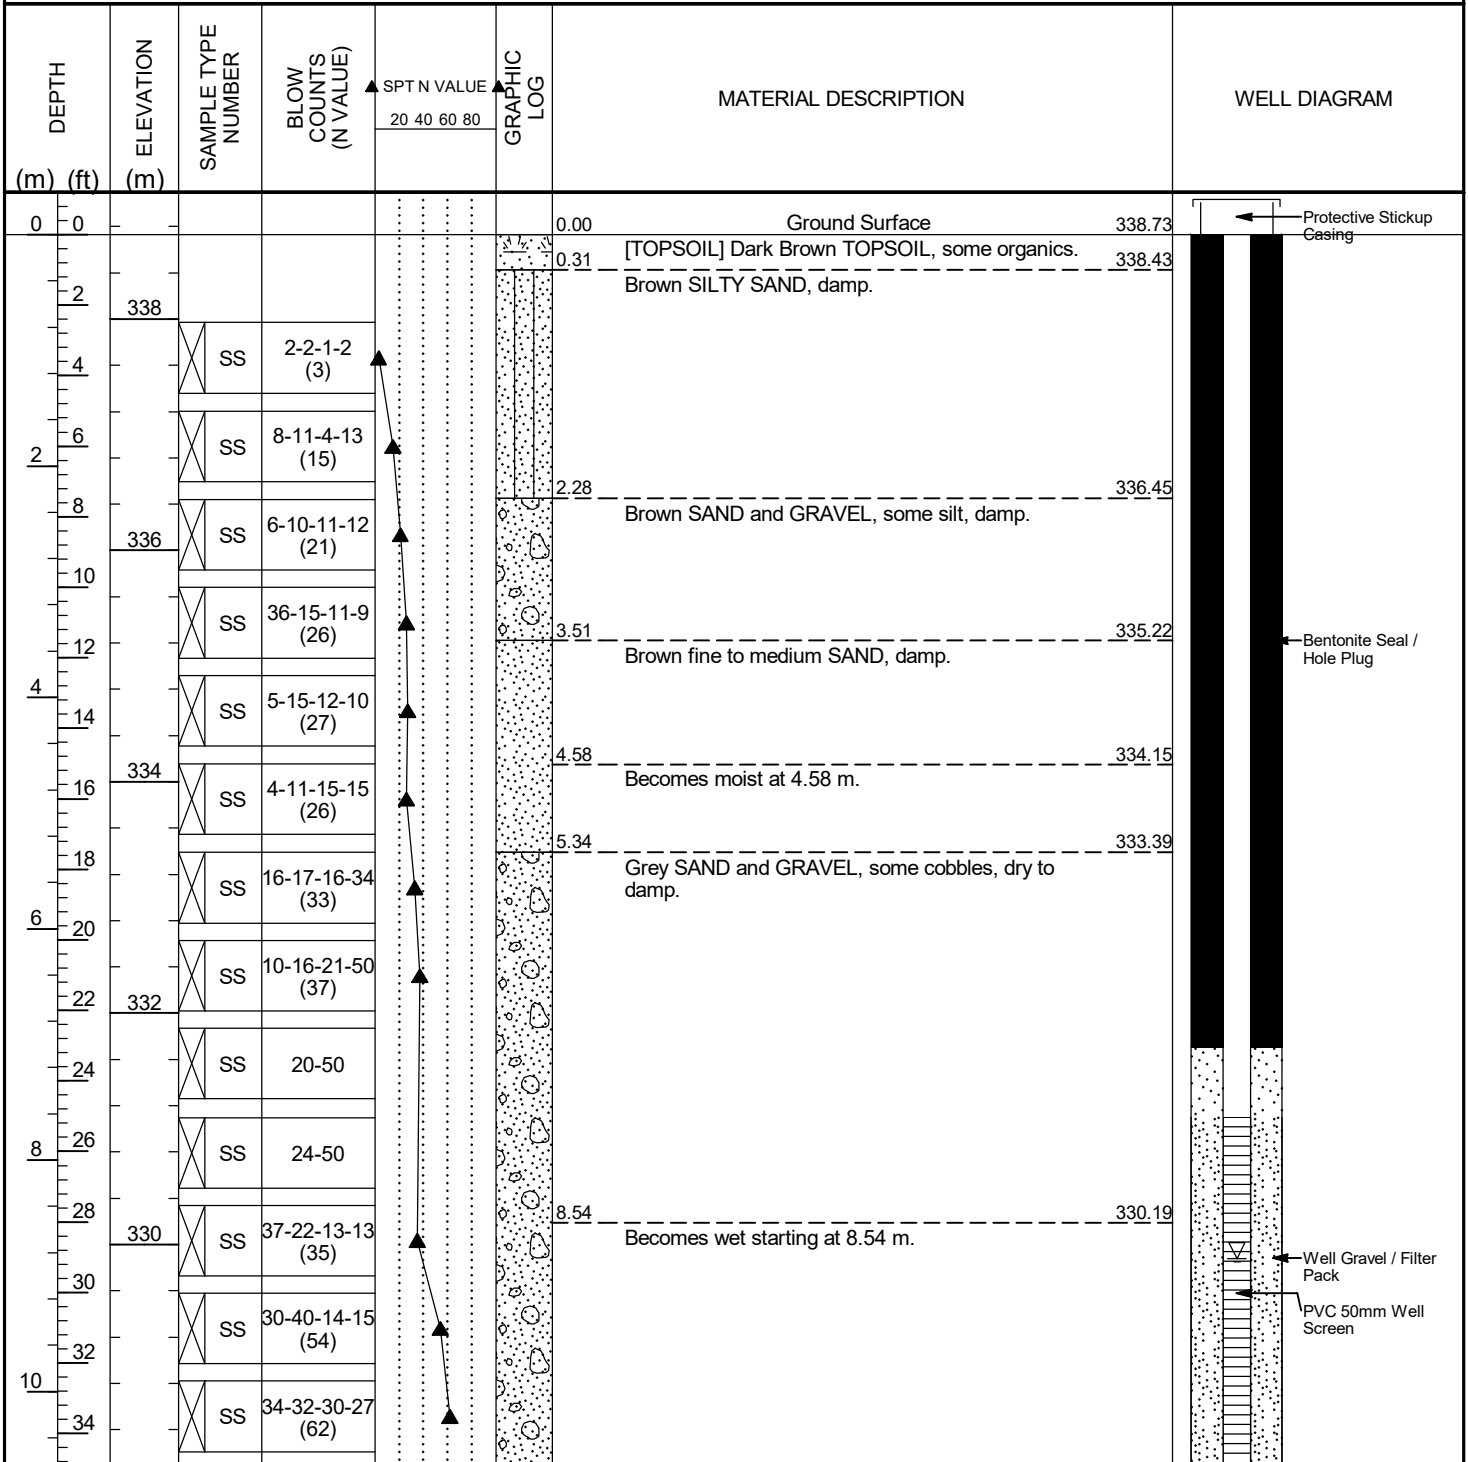 DEPTH
(m) (ft)
ELEVATION
(m)
SAMPLE TYPE
NUMBER
BLOW
COUNTS
(N VALUE)
▲ SPT N VALUE ▲
20 40 60 80
GRAPHIC
LOG
MATERIAL DESCRIPTION
WELL DIAGRAM
0 0
0.00 Ground Surface 338.73
Protective Stickup
Casing
[TOPSOIL] Dark Brown TOPSOIL, some organics.
0.31 338.43
Brown SILTY SAND, damp.
2
338
SS 2-2-1-2
(3)
4
SS 8-11-4-13
(15)
6
2
2.28 336.45
8
Brown SAND and GRAVEL, some silt, damp.
SS 6-10-11-12
(21)
336
10
SS 36-15-11-9
(26)
3.51 335.22
Bentonite Seal /
Hole Plug
12
Brown fine to medium SAND, damp.
4
SS 5-15-12-10
(27)
14
4.58 334.15
334
Becomes moist at 4.58 m.
16
SS 4-11-15-15
(26)
5.34 333.39
18
Grey SAND and GRAVEL, some cobbles, dry to
damp.
SS 16-17-16-34
(33)
6
20
SS 10-16-21-50
(37)
22
332
SS 20-50
24
26
8
SS 24-50
28
8.54 330.19
330
Becomes wet starting at 8.54 m.
SS 37-22-13-13
(35)
Well Gravel / Filter
Pack
30
PVC 50mm Well
Screen
SS 30-40-14-15
(54)
32
10
SS 34-32-30-27
(62)
34